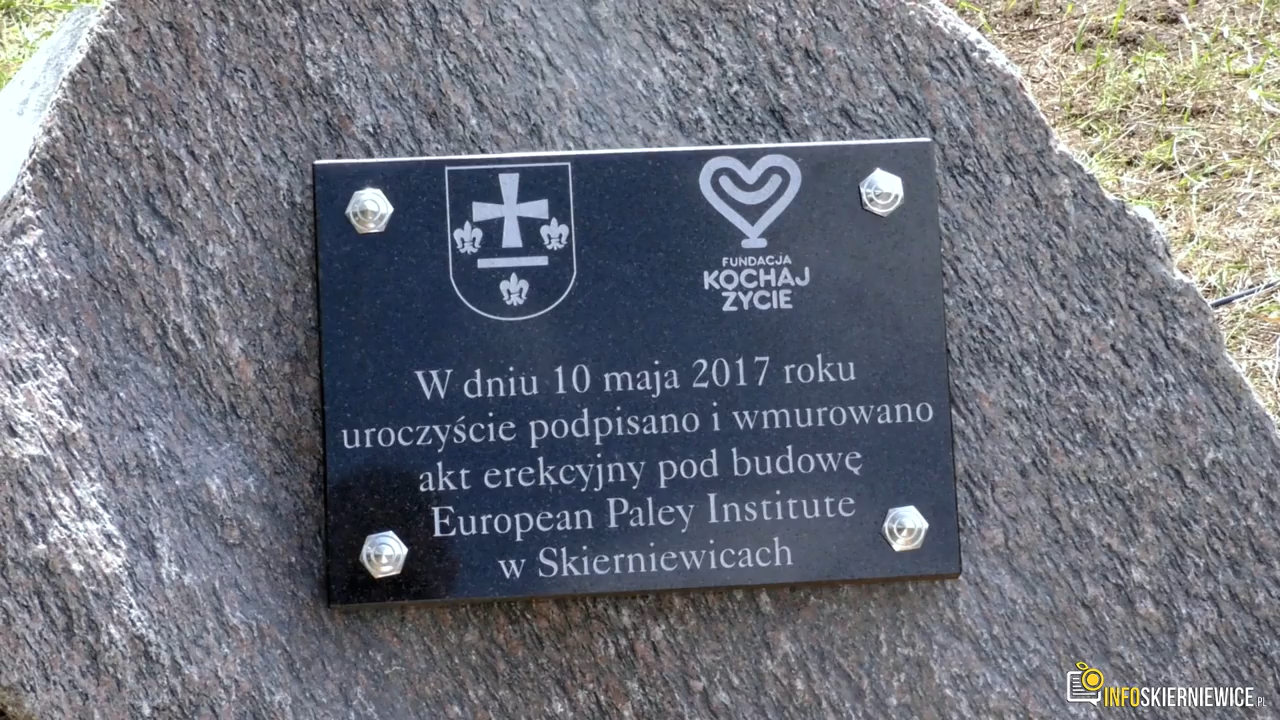 FUNDACJA
KOCHAJ
ŻYCIE
W dniu 10 maja 2017 roku
uroczyście podpisano i wmurowano
akt erekcyjny pod budowę
European Paley Institute
w Skierniewicach
INFOSKIERNIEWICE.PL